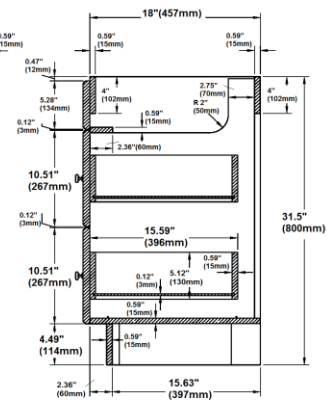 18"(457mm)
0.59"
(15mm)
0.59"
(15mm)
0.59"
(15mm)
0.47"
(12mm)
4"
(102mm)
2.75"
(70mm)
4"
(102mm)
5.28"
(134mm)
R 2"
(50mm)
0.59"
(15mm)
0.12"
(3mm)
2.36"(60mm)
10.51"
(267mm)
31.5"
(800mm)
0.12"
(3mm)
15.59"
(396mm)
0.59"
(15mm)
10.51"
(267mm)
0.12"
(3mm)
5.12"
(130mm)
0.59"
(15mm)
4.49"
(114mm)
0.59"
(15mm)
2.36"
(60mm)
15.63"
(397mm)